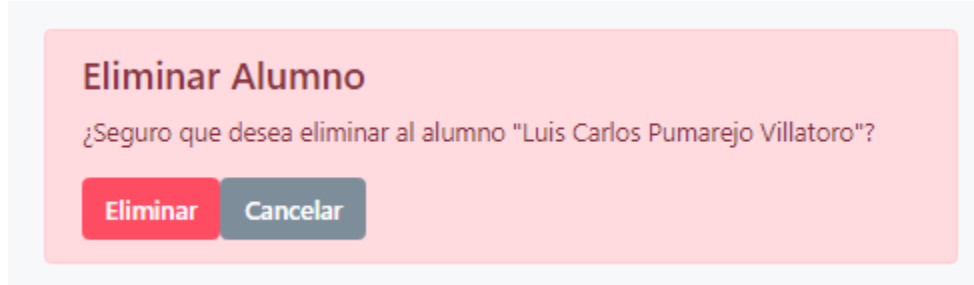 Eliminar Alumno
¿Seguro que desea eliminar al alumno "Luis Carlos Pumarejo Villatoro"?
Eliminar Cancelar